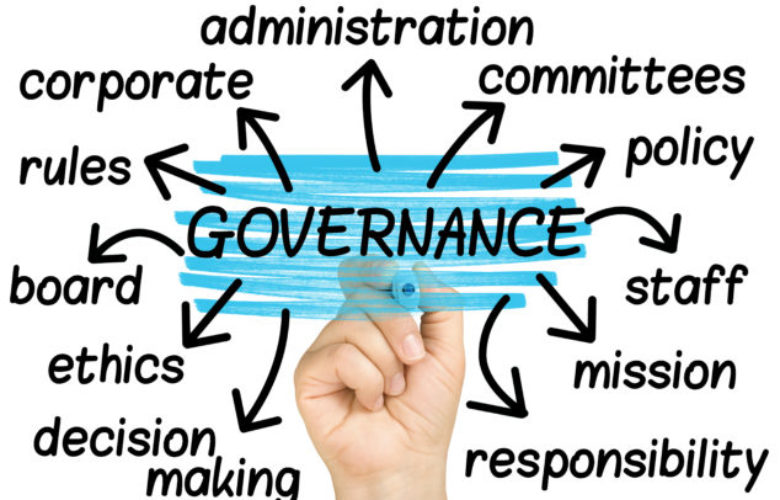 administration
corporate
committees
rules
policy
GOVERNANCE
board
staff
ethics
mission
decision
making
responsibility